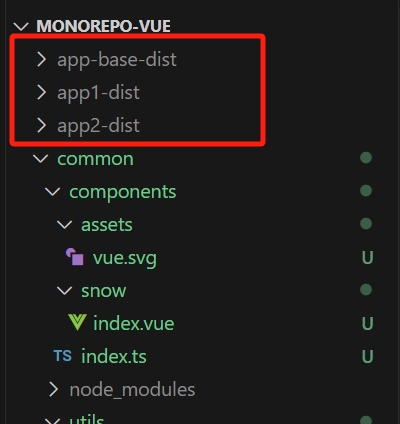 MONOREPO-VUE
app-base-dist
app1-dist
app2-dist
common
components
assets
vue.svg U
snow
index.vue U
TS index.ts U
node_modules
utils